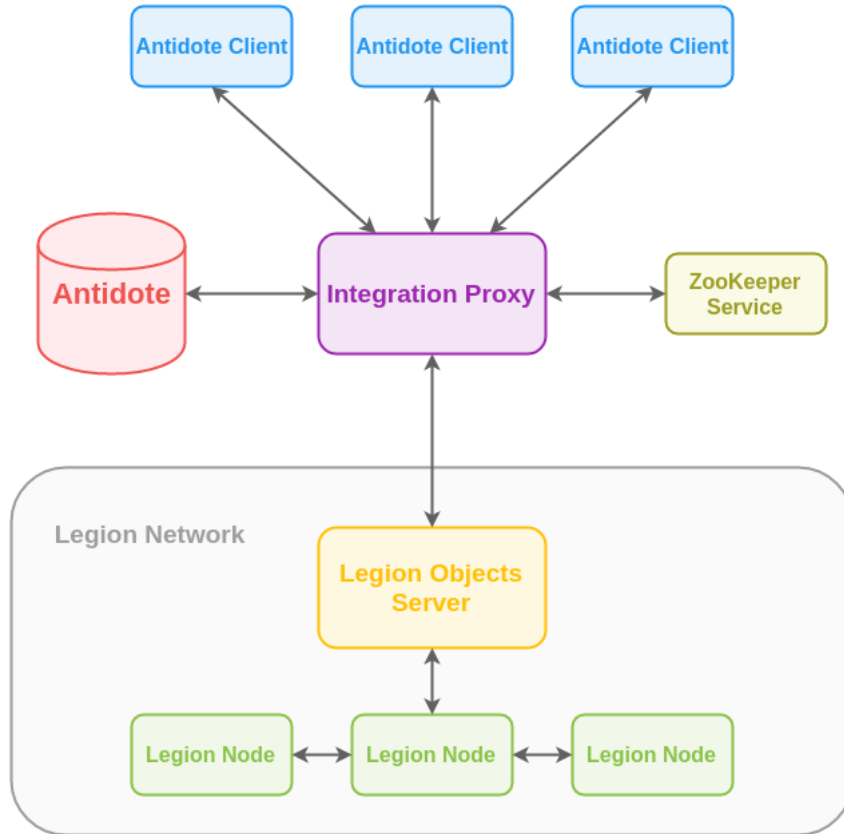 Antidote Client
Antidote Client
Antidote Client
Antidote
Integration Proxy
ZooKeeper
Service
Legion Network
Legion Objects
Server
Legion Node
Legion Node
Legion Node